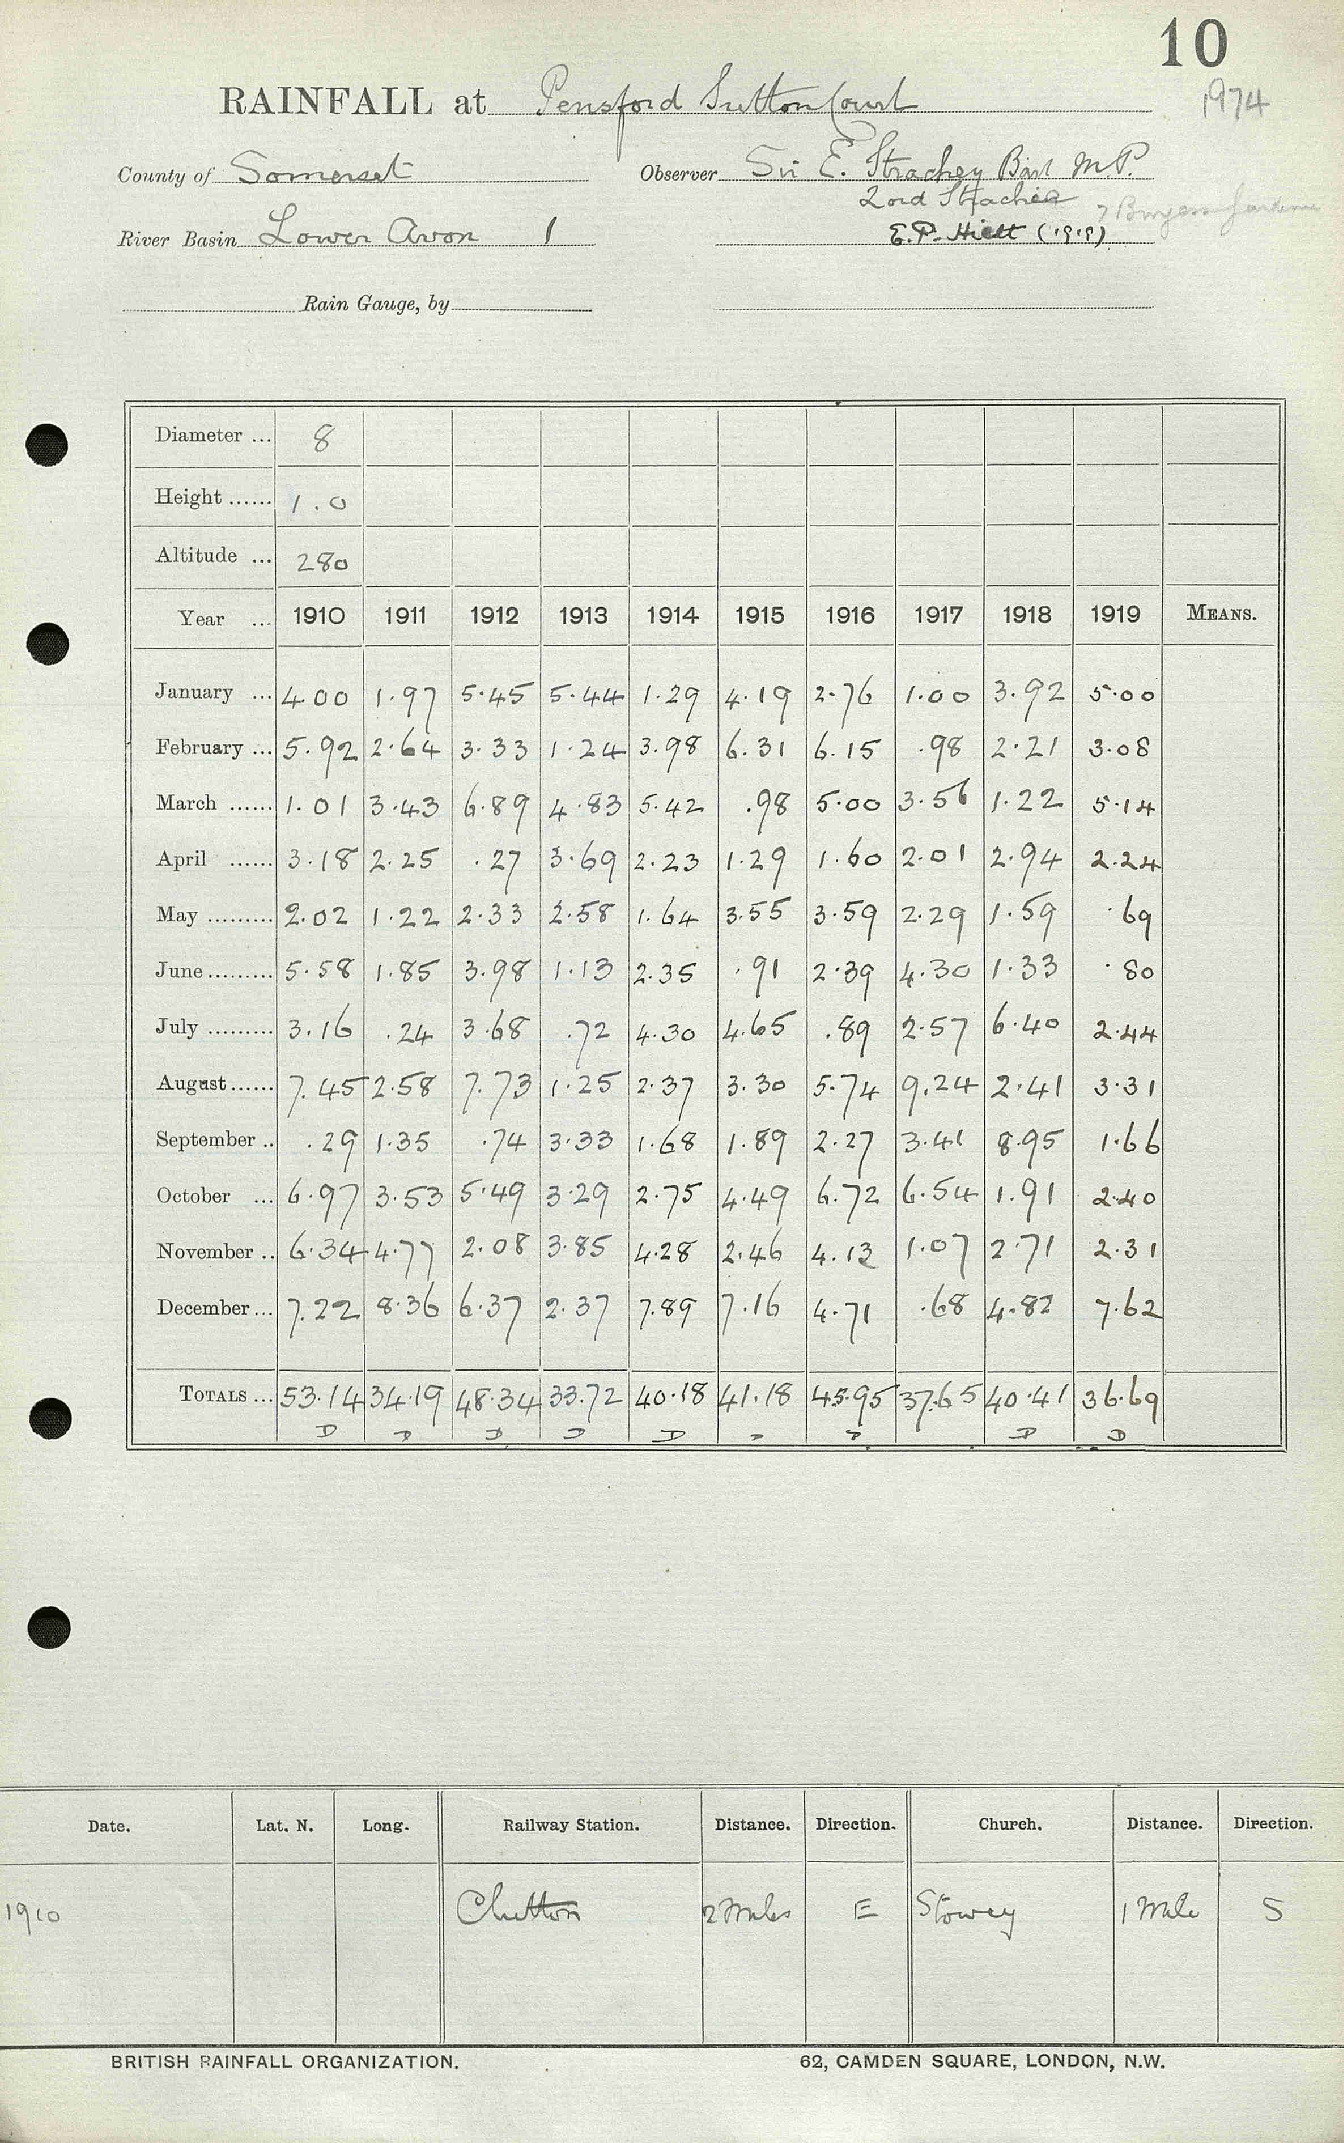 10
1974
RAINFALL at Pensford Sutton Court
County of Somerset Observer Sir E. Strachey Bart M.P.
Lord Strachie
River Basin Lower Avon 1 E.P. Hiett (1919)
Rain Gauge, by
Diameter ... 8
Height ...... 1.0
Altitude ... 280
Year ... 1910 1911 1912 1913 1914 1915 1916 1917 1918 1919 MEANS.
January ... 4.00 1.97 5.45 5.44 1.29 4.19 2.76 1.00 3.92 5.00
February ... 5.92 2.64 3.33 1.24 3.98 6.31 6.15 .98 2.21 3.08
March ...... 1.01 3.43 6.89 4.83 5.42 .98 5.00 3.56 1.22 5.14
April ...... 3.18 2.25 .27 3.69 2.23 1.29 1.60 2.01 2.94 2.24
May ......... 2.02 1.22 2.33 2.58 1.64 3.55 3.59 2.29 1.59 .69
June ......... 5.58 1.85 3.98 1.13 2.35 .91 2.39 4.30 1.33 .80
July ......... 3.16 .24 3.68 .72 4.30 4.65 .89 2.57 6.40 2.44
August ...... 7.45 2.58 7.73 1.25 2.37 3.30 5.74 9.24 2.41 3.31
September .. .29 1.35 .74 3.33 1.68 1.89 2.27 3.41 8.95 1.66
October ... 6.97 3.53 5.49 3.29 2.75 4.49 6.72 6.54 1.91 2.40
November .. 6.34 4.77 2.08 3.85 4.28 2.46 4.13 1.07 2.71 2.31
December ... 7.22 8.36 6.37 2.37 7.89 7.16 4.71 .68 4.82 7.62
TOTALS ... 53.14 34.19 48.34 33.72 40.18 41.18 45.95 37.65 40.41 36.69
D D D D D D D D D
Date. Lat. N. Long. Railway Station. Distance. Direction. Church. Distance. Direction.
1910 Clutton 2 miles E Stowey 1 mile S
BRITISH RAINFALL ORGANIZATION. 62, CAMDEN SQUARE, LONDON, N.W.